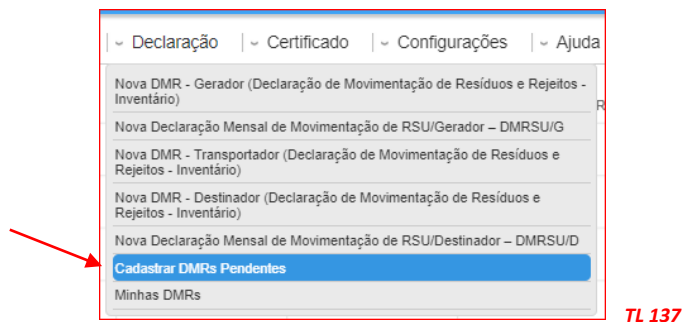 Declaração Certificado Configurações Ajuda
Nova DMR - Gerador (Declaração de Movimentação de Resíduos e Rejeitos -
Inventário)
R
Nova Declaração Mensal de Movimentação de RSU/Gerador – DMRSU/G
Nova DMR - Transportador (Declaração de Movimentação de Resíduos e
Rejeitos - Inventário)
Nova DMR - Destinador (Declaração de Movimentação de Resíduos e
Rejeitos - Inventário)
Nova Declaração Mensal de Movimentação de RSU/Destinador – DMRSU/D
Cadastrar DMRs Pendentes
Minhas DMRs
TL 137